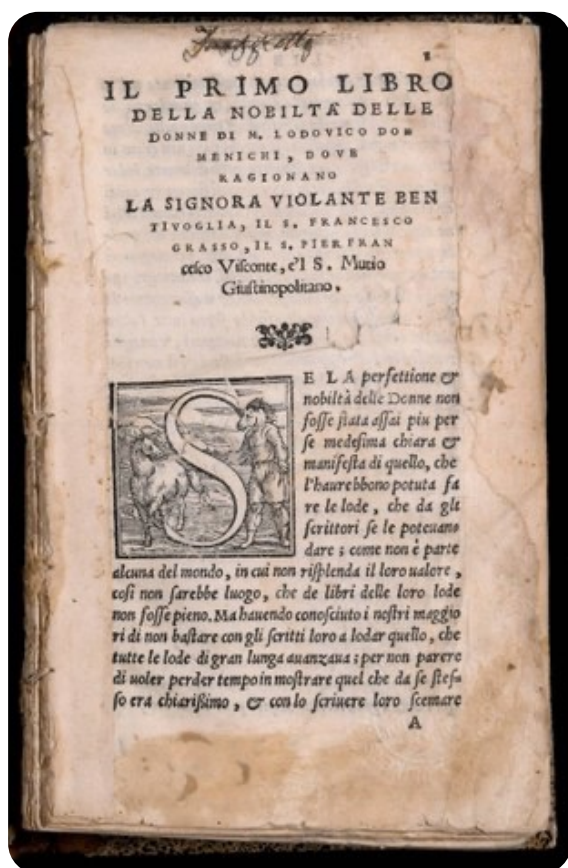 1
IL PRIMO LIBRO
DELLA NOBILTÀ DELLE
DONNE DI M. LODOVICO DO=
MENICHI, DOVE
RAGIONANO
LA SIGNORA VIOLANTE BEN
TIVOGLIA, IL S. FRANCESCO
GRASSO, IL S. PIER FRAN
ceſco Viſconte, e'l S. Mutio
Giuſtinopolitano.
S
E LA perfettione &
nobiltà delle Donne non
foſſe ſtata aſſai piu per
ſe medeſima chiara &
manifeſta di quello, che
l'haurebbono potuta fa
re le lode, che da gli
ſcrittori ſe le poteuano
dare; come non è parte
alcuna del mondo, in cui non riſplenda il loro ualore,
coſi non ſarebbe luogo, che de libri delle loro lode
non foſſe pieno. Ma hauendo conoſciuto i noſtri maggio
ri di non baſtare con gli ſcritti loro a lodar quello, che
tutte le lode di gran lunga auanzaua; per non parere
di uoler perder tempo in moſtrare quel che da ſe ſteſ-
ſo era chiariſſimo, & con lo ſcriuere loro ſcemare
A